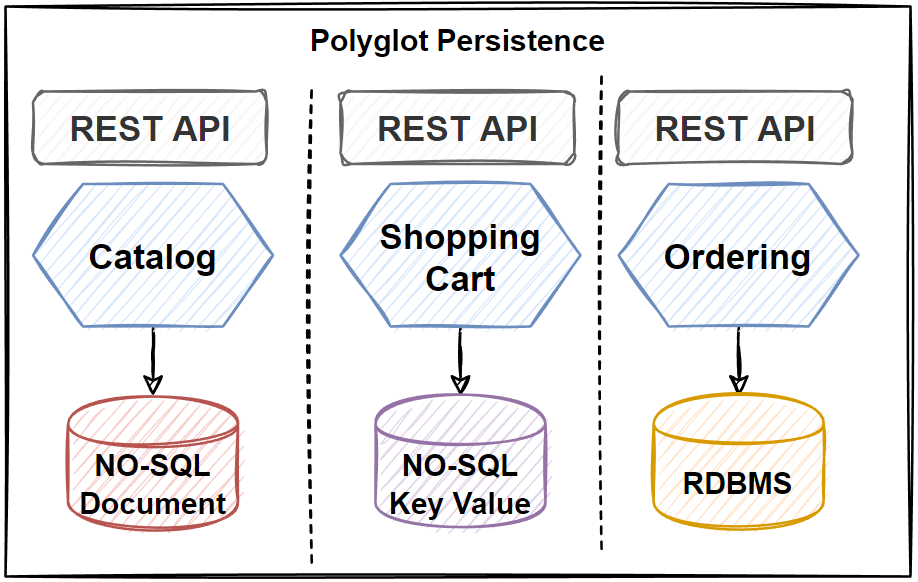 Polyglot Persistence
REST API
REST API
REST API
Catalog
Shopping
Cart
Ordering
NO-SQL
Document
NO-SQL
Key Value
RDBMS